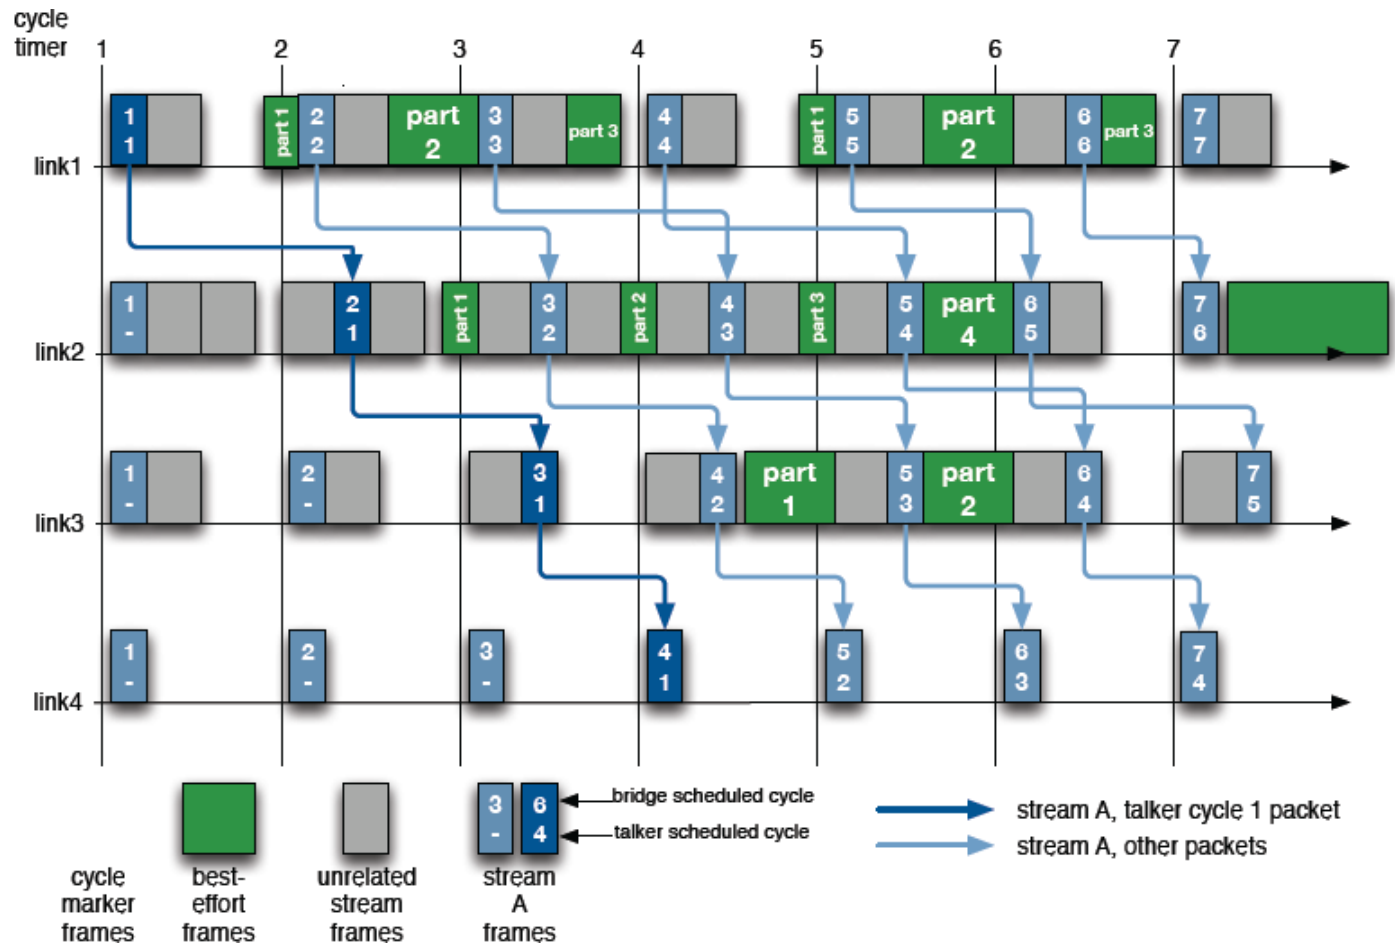 cycle
timer 1 2 3 4 5 6 7
1 part 1 2 part 3 part 3 4 part 1 5 part 6 part 3 7
1 2 2 3 4 5 2 6 7
link1
1 2 part 1 3 part 2 4 part 3 5 part 6 7
- 1 2 3 4 4 5 6
link2
1 2 3 4 part 5 part 6 7
- - 1 2 1 3 2 4 5
link3
1 2 3 4 5 6 7
- - - 1 2 3 4
link4
3 6 bridge scheduled cycle
- 4 talker scheduled cycle
stream A, talker cycle 1 packet
stream A, other packets
cycle best- unrelated stream
marker effort stream A
frames frames frames frames